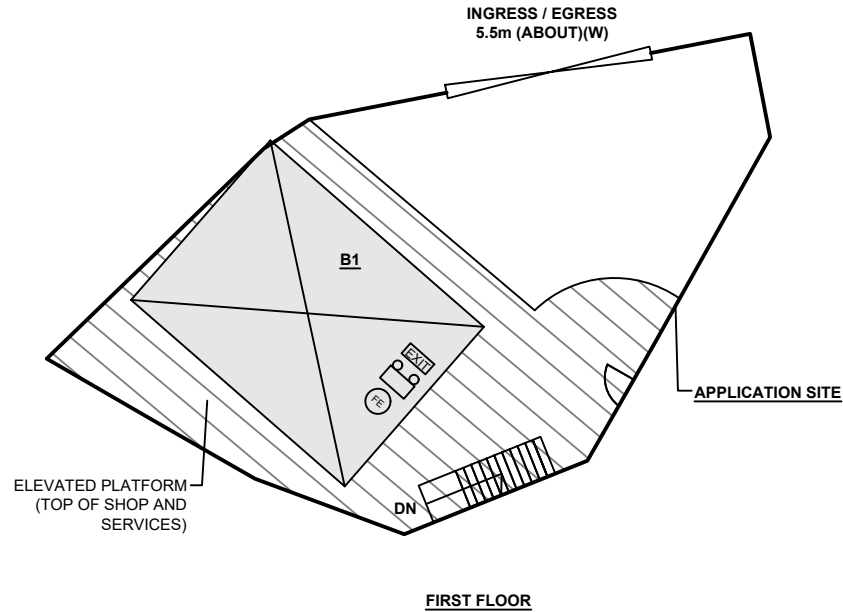 INGRESS / EGRESS
5.5m (ABOUT)(W)
B1
EXIT
FE
APPLICATION SITE
ELEVATED PLATFORM
(TOP OF SHOP AND
SERVICES)
DN
FIRST FLOOR